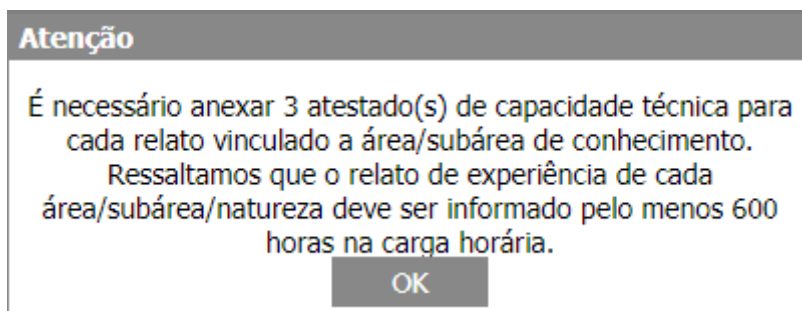 Atenção
É necessário anexar 3 atestado(s) de capacidade técnica para
cada relato vinculado a área/subárea de conhecimento.
Ressaltamos que o relato de experiência de cada
área/subárea/natureza deve ser informado pelo menos 600
horas na carga horária.
OK